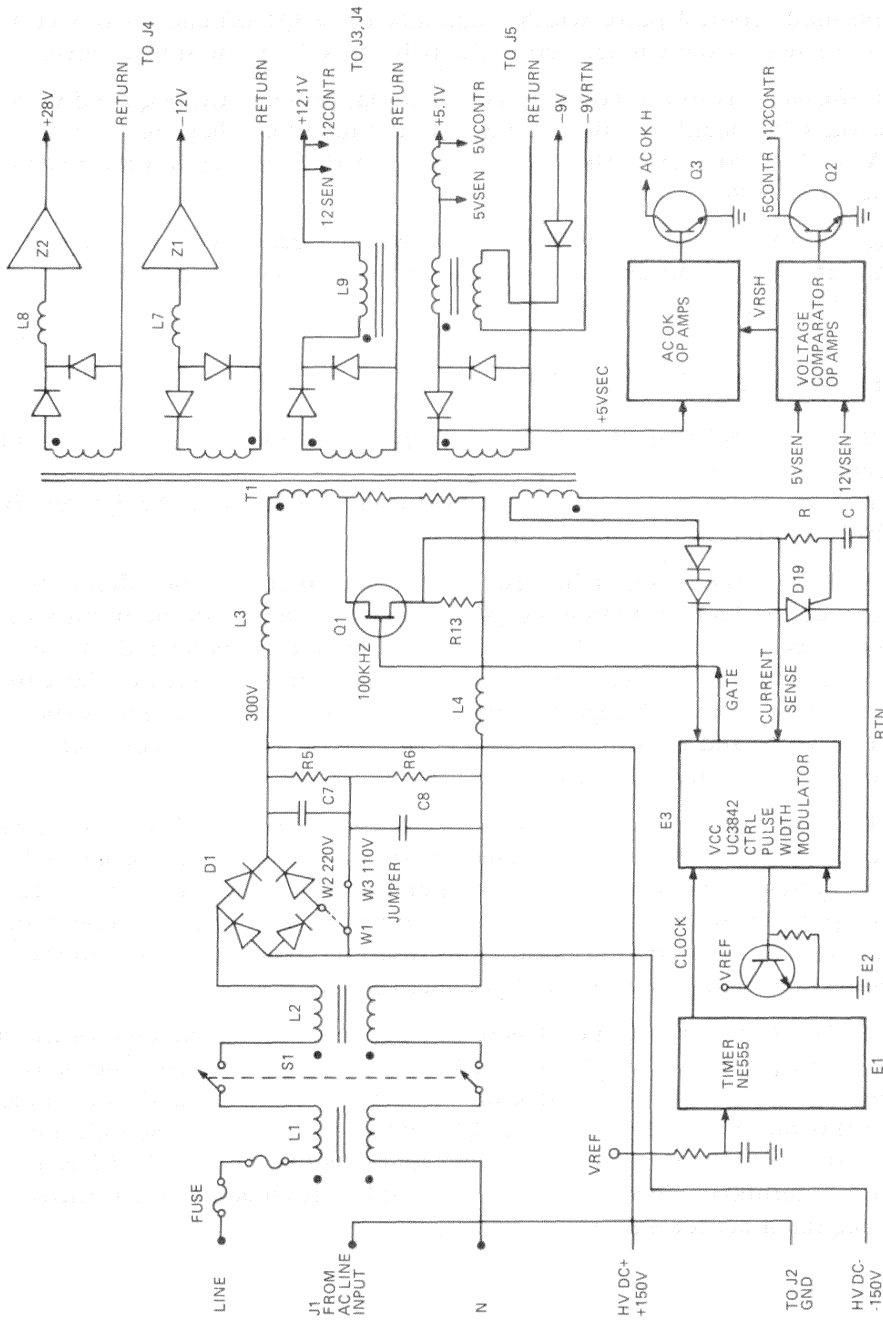 LINE
FUSE
J1
FROM
AC LINE
INPUT
N
L1
S1
L2
D1
W2 220V
W1
W3 110V
JUMPER
C7
R5
C8
R6
300V
L3
L4
Q1
100KHZ
R13
T1
HV DC+
+150V
TO J2
GND
HV DC-
-150V
VREF
TIMER
NE555
E1
CLOCK
VREF
E2
E3
VCC
UC3842
CTRL
PULSE
WIDTH
MODULATOR
GATE
CURRENT
SENSE
RTN
D19
R
C
L8
Z2
+28V
TO J4
RETURN
L7
Z1
-12V
RETURN
L9
12 SEN
12CONTR
+12.1V
TO J3, J4
RETURN
5VSEN
5VCONTR
+5.1V
TO J5
RETURN
-9V
-9VRTN
+5VSEC
AC OK
OP AMPS
AC OK H
Q3
VRSH
5VSEN
12VSEN
VOLTAGE
COMPARATOR
OP AMPS
5CONTR
12CONTR
Q2